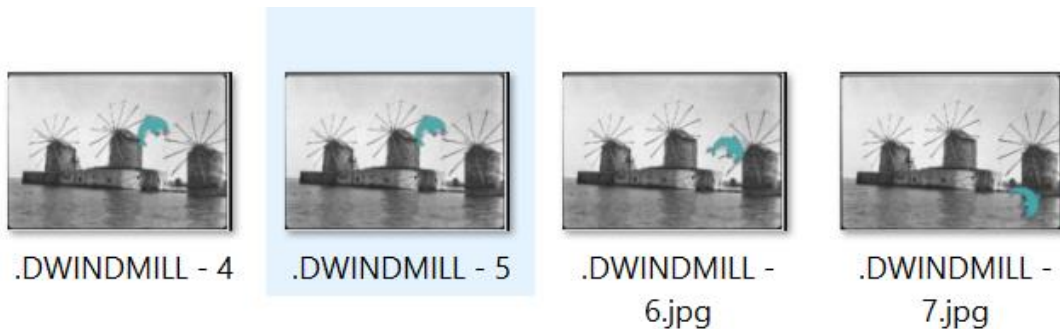 .DWINDMILL - 4
.DWINDMILL - 5
.DWINDMILL -
6.jpg
.DWINDMILL -
7.jpg